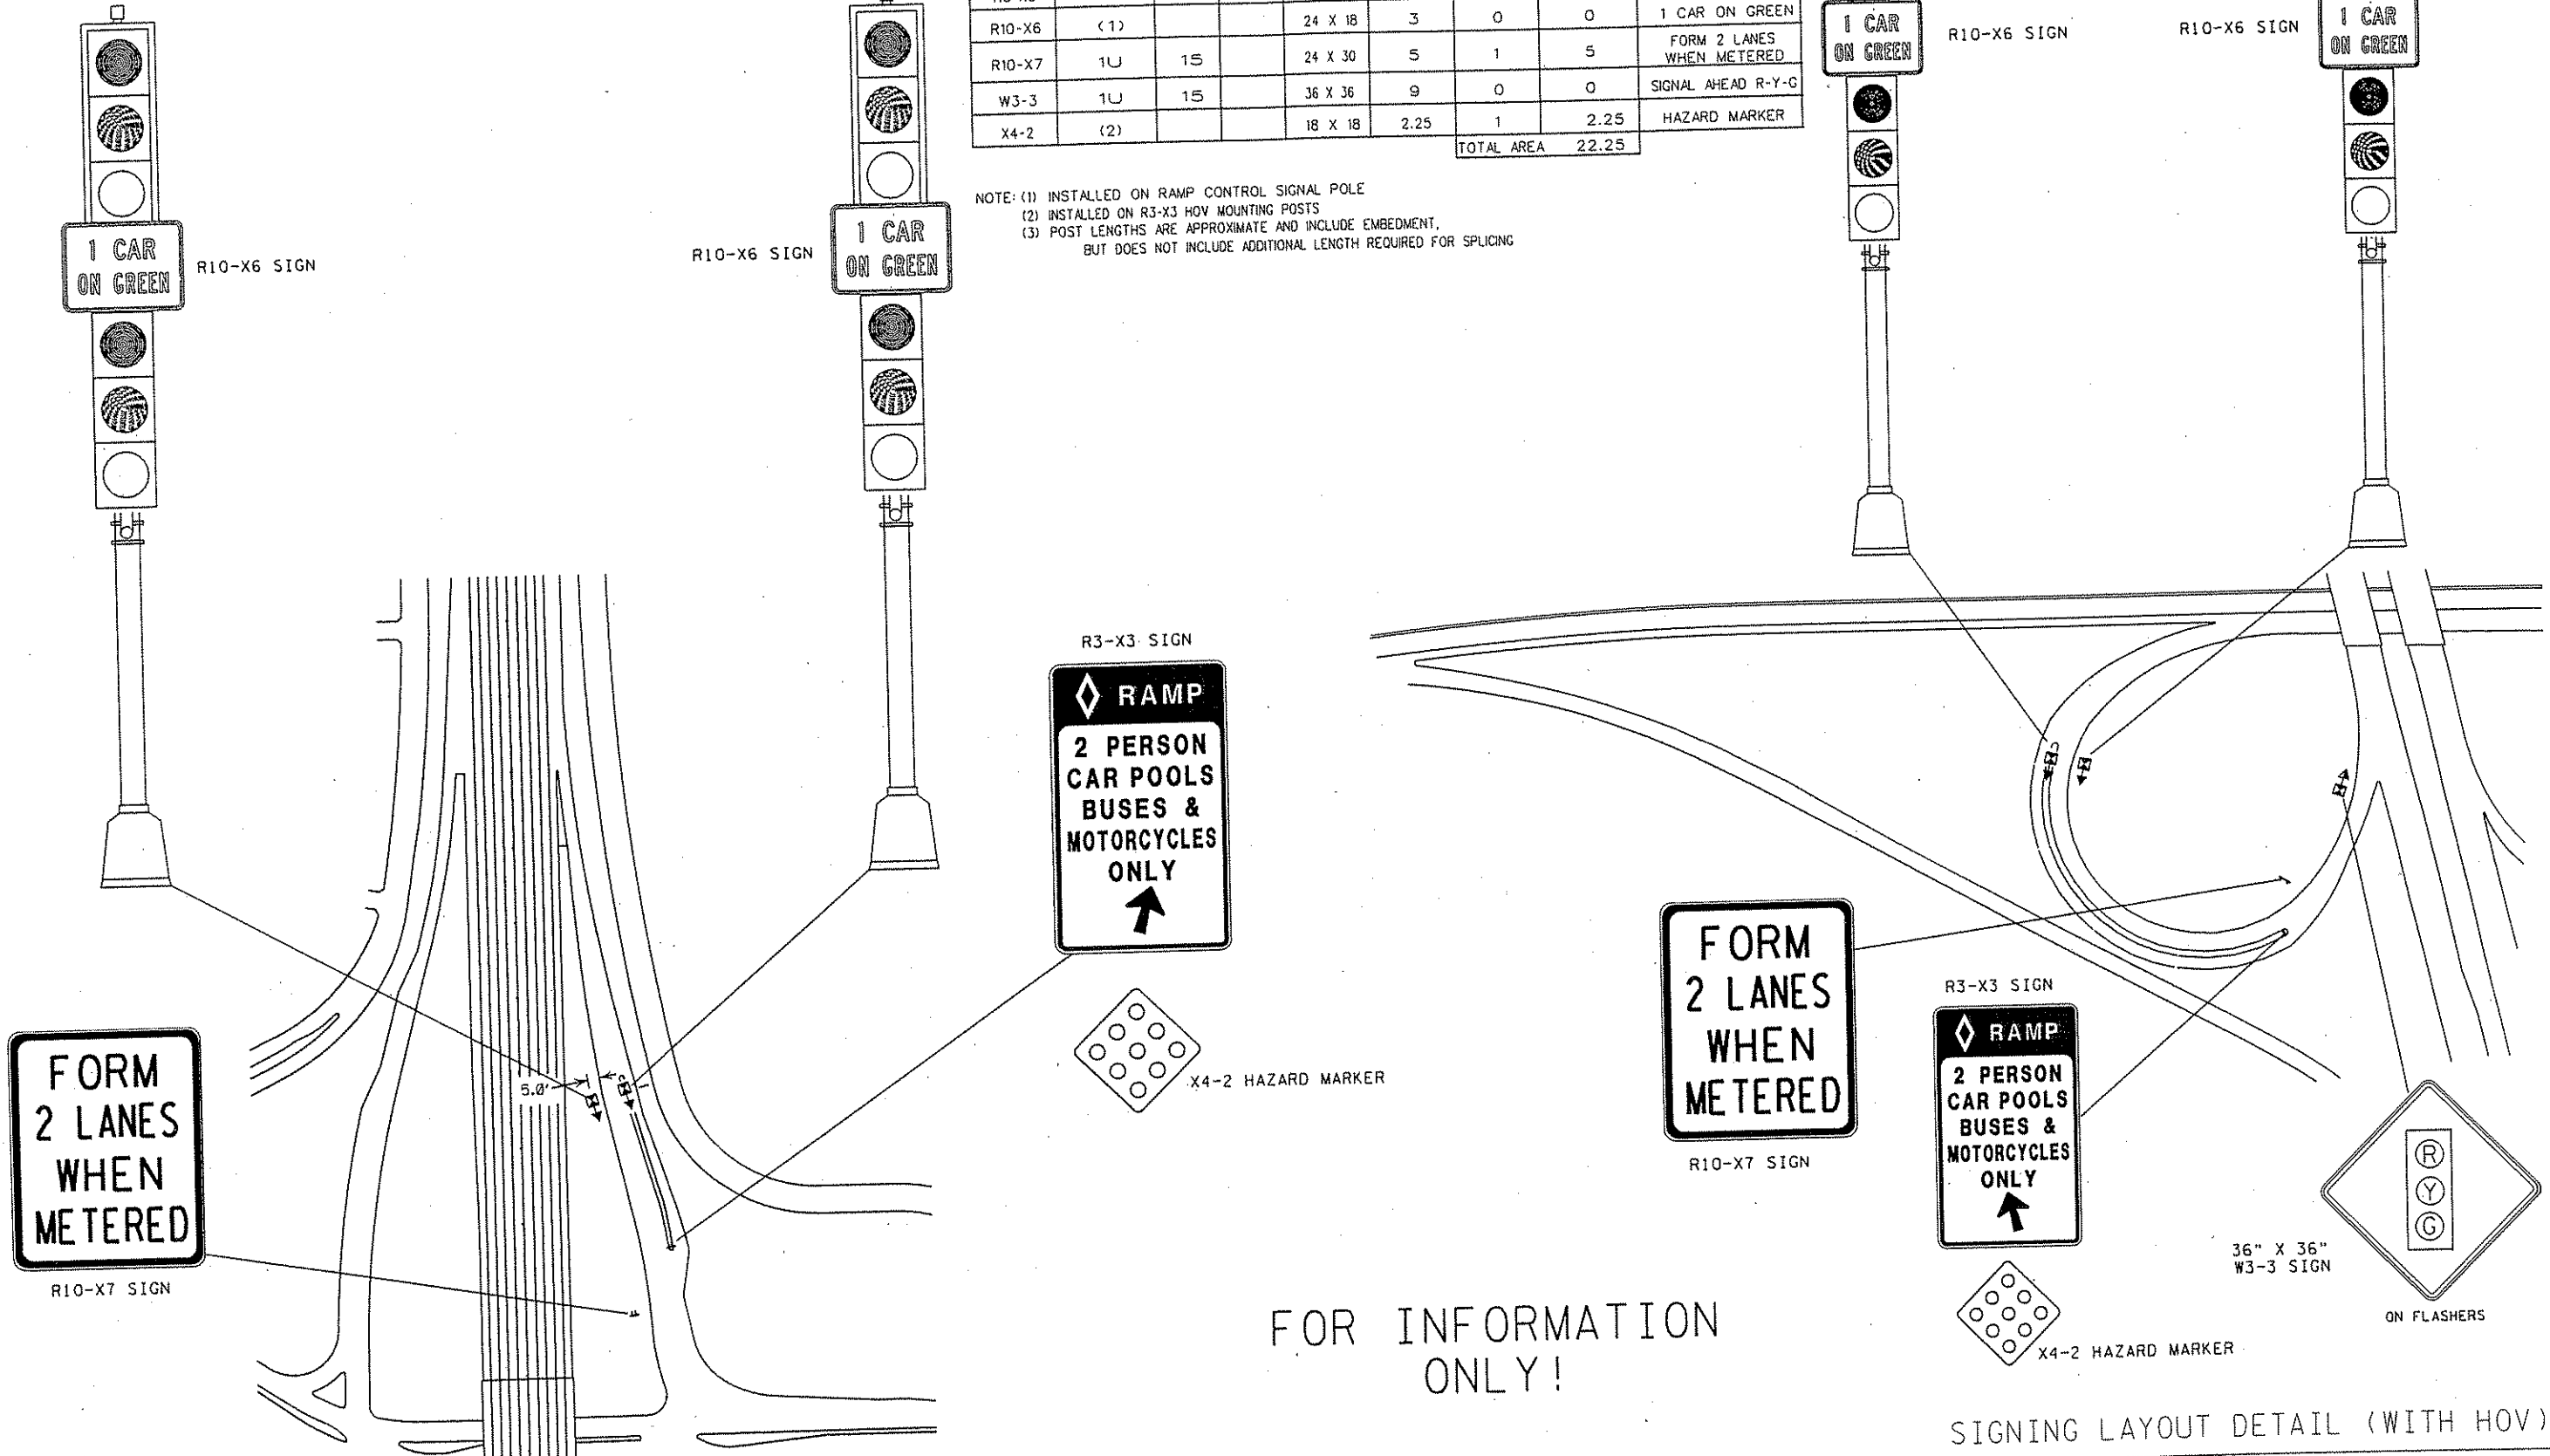 R10-X6 (1) 24 X 18 3 0 0 1 CAR ON GREEN
R10-X7 1U 15 24 X 30 5 1 5 FORM 2 LANES
WHEN METERED
W3-3 1U 15 36 X 36 9 0 0 SIGNAL AHEAD R-Y-G
X4-2 (2) 18 X 18 2.25 1 2.25 HAZARD MARKER
TOTAL AREA 22.25
NOTE: (1) INSTALLED ON RAMP CONTROL SIGNAL POLE
(2) INSTALLED ON R3-X3 HOV MOUNTING POSTS
(3) POST LENGTHS ARE APPROXIMATE AND INCLUDE EMBEDMENT,
BUT DOES NOT INCLUDE ADDITIONAL LENGTH REQUIRED FOR SPLICING
1 CAR
ON GREEN
R10-X6 SIGN
R10-X6 SIGN
1 CAR
ON GREEN
1 CAR
ON GREEN
R10-X6 SIGN
R10-X6 SIGN
1 CAR
ON GREEN
R3-X3 SIGN
RAMP
2 PERSON
CAR POOLS
BUSES &
MOTORCYCLES
ONLY
X4-2 HAZARD MARKER
5.0'
FORM
2 LANES
WHEN
METERED
R10-X7 SIGN
FORM
2 LANES
WHEN
METERED
R10-X7 SIGN
R3-X3 SIGN
RAMP
2 PERSON
CAR POOLS
BUSES &
MOTORCYCLES
ONLY
X4-2 HAZARD MARKER
R
Y
G
36" X 36"
W3-3 SIGN
ON FLASHERS
FOR INFORMATION
ONLY!
SIGNING LAYOUT DETAIL (WITH HOV)